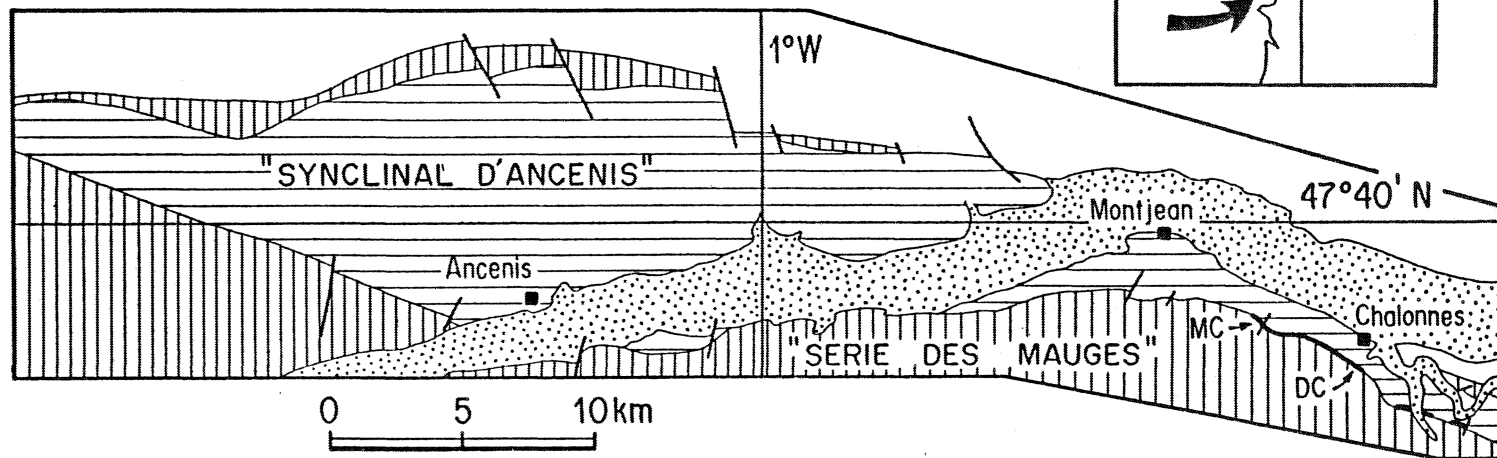 1°W
"SYNCLINAL D'ANCENIS"
47°40' N
Montjean
Ancenis
Chalonnes
MC
"SERIE DES MAUGES"
DC
0 5 10km